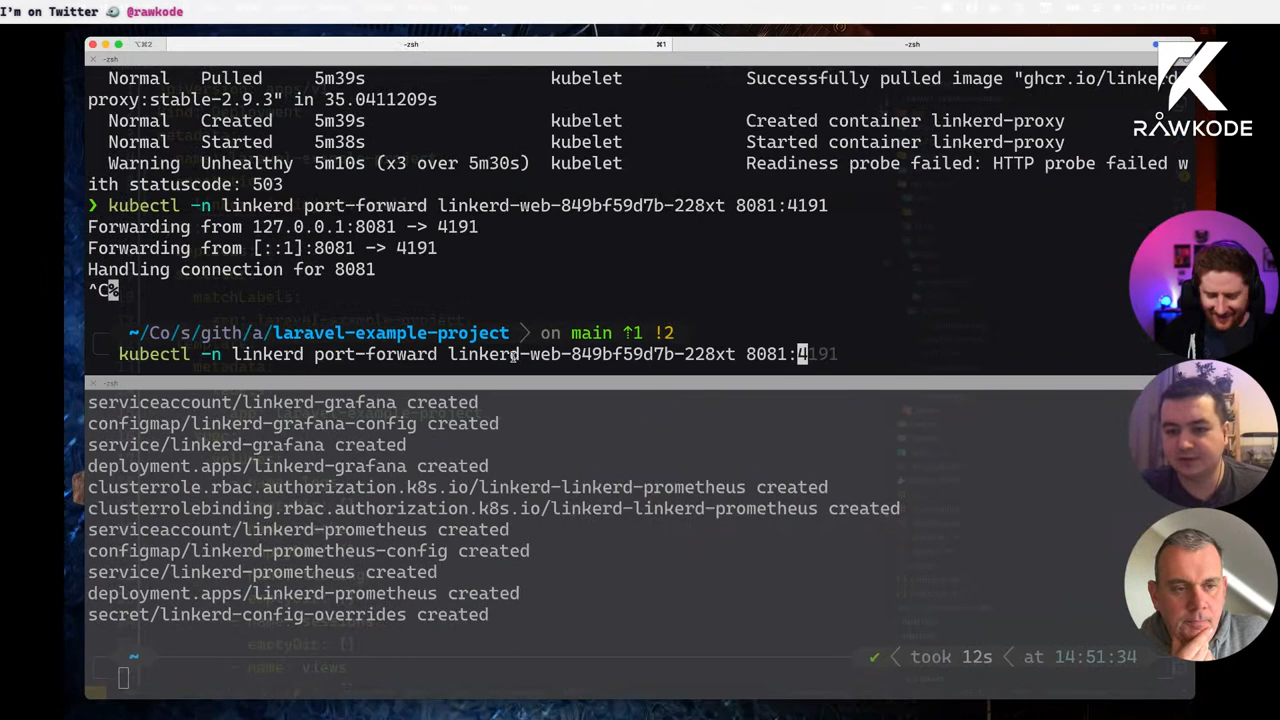 I'm on Twitter @rawkode
-zsh
-zsh
-zsh
Normal Pulled 5m39s kubelet Successfully pulled image "ghcr.io/linkerd
proxy:stable-2.9.3" in 35.0411209s
Normal Created 5m39s kubelet Created container linkerd-proxy
Normal Started 5m38s kubelet Started container linkerd-proxy
Warning Unhealthy 5m10s (x3 over 5m30s) kubelet Readiness probe failed: HTTP probe failed w
ith statuscode: 503
❯ kubectl -n linkerd port-forward linkerd-web-849bf59d7b-228xt 8081:4191
Forwarding from 127.0.0.1:8081 -> 4191
Forwarding from [::1]:8081 -> 4191
Handling connection for 8081
^C%
~/Co/s/gith/a/laravel-example-project > on main ⇡1 !2
kubectl -n linkerd port-forward linkerd-web-849bf59d7b-228xt 8081:4191
-zsh
serviceaccount/linkerd-grafana created
configmap/linkerd-grafana-config created
service/linkerd-grafana created
deployment.apps/linkerd-grafana created
clusterrole.rbac.authorization.k8s.io/linkerd-linkerd-prometheus created
clusterrolebinding.rbac.authorization.k8s.io/linkerd-linkerd-prometheus created
serviceaccount/linkerd-prometheus created
configmap/linkerd-prometheus-config created
service/linkerd-prometheus created
deployment.apps/linkerd-prometheus created
secret/linkerd-config-overrides created
~ ✔ < took 12s < at 14:51:34
RAWKODE